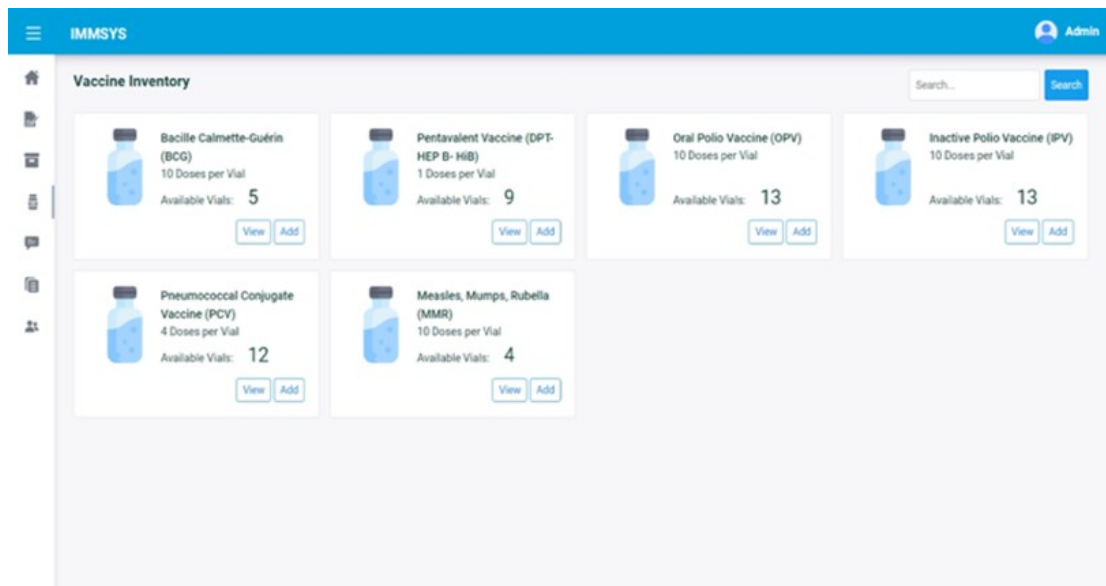 IMMSYS
Admin
Vaccine Inventory
Search...
Search
Bacille Calmette-Guérin
(BCG)
10 Doses per Vial
Available Vials: 5
View Add
Pentavalent Vaccine (DPT-
HEP B- HiB)
1 Doses per Vial
Available Vials: 9
View Add
Oral Polio Vaccine (OPV)
10 Doses per Vial
Available Vials: 13
View Add
Inactive Polio Vaccine (IPV)
10 Doses per Vial
Available Vials: 13
View Add
Pneumococcal Conjugate
Vaccine (PCV)
4 Doses per Vial
Available Vials: 12
View Add
Measles, Mumps, Rubella
(MMR)
10 Doses per Vial
Available Vials: 4
View Add